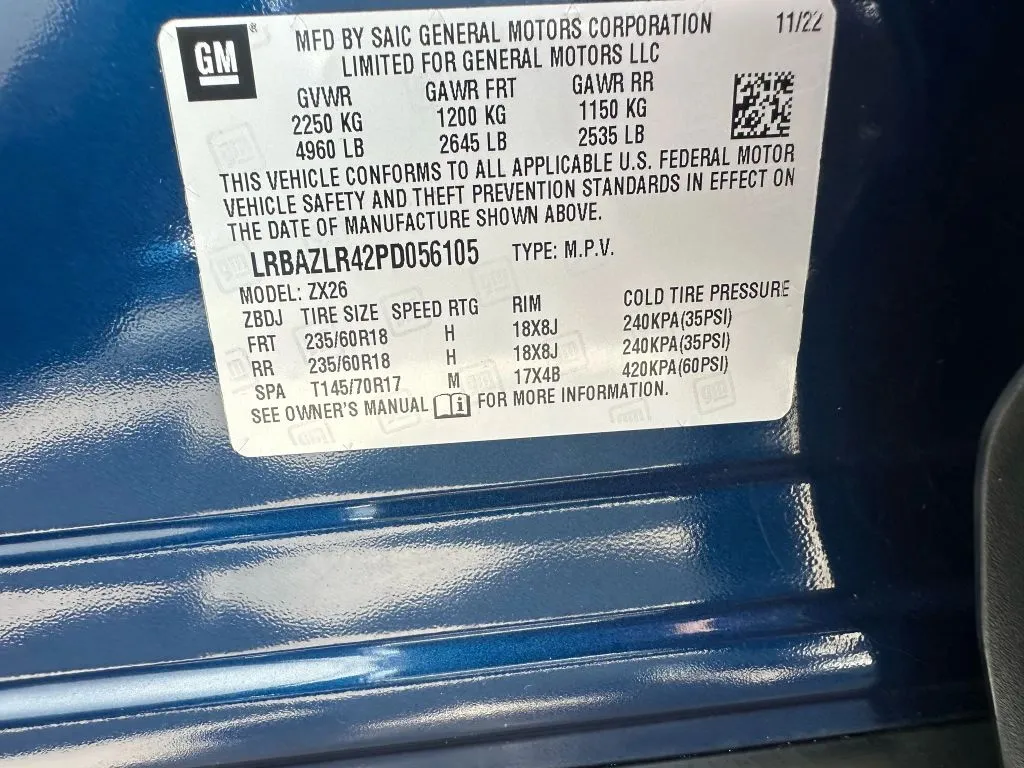 GM ®
MFD BY SAIC GENERAL MOTORS CORPORATION 11/22
LIMITED FOR GENERAL MOTORS LLC
GVWR GAWR FRT GAWR RR
2250 KG 1200 KG 1150 KG
4960 LB 2645 LB 2535 LB
THIS VEHICLE CONFORMS TO ALL APPLICABLE U.S. FEDERAL MOTOR
VEHICLE SAFETY AND THEFT PREVENTION STANDARDS IN EFFECT ON
THE DATE OF MANUFACTURE SHOWN ABOVE.
LRBAZLR42PD056105 TYPE: M.P.V.
MODEL: ZX26
ZBDJ TIRE SIZE SPEED RTG RIM COLD TIRE PRESSURE
FRT 235/60R18 H 18X8J 240KPA(35PSI)
RR 235/60R18 H 18X8J 240KPA(35PSI)
SPA T145/70R17 M 17X4B 420KPA(60PSI)
SEE OWNER'S MANUAL i FOR MORE INFORMATION.